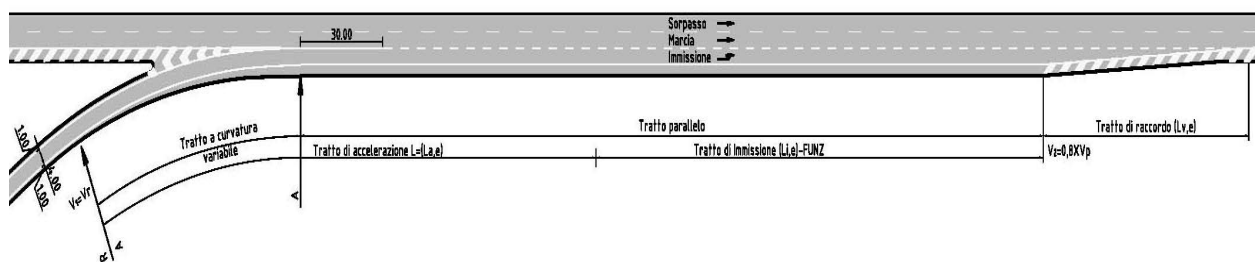 Sorpasso
Marcia
Immissione
30.00
1.00
4.00
1.00
V1=Vr
Tratto a curvatura
variabile
R
A
A
Tratto parallelo
Tratto di accelerazione L=(La,e)
Tratto di Immissione (Li,e)-FUNZ
Tratto di raccordo (Lv,e)
V2=0,8XVp